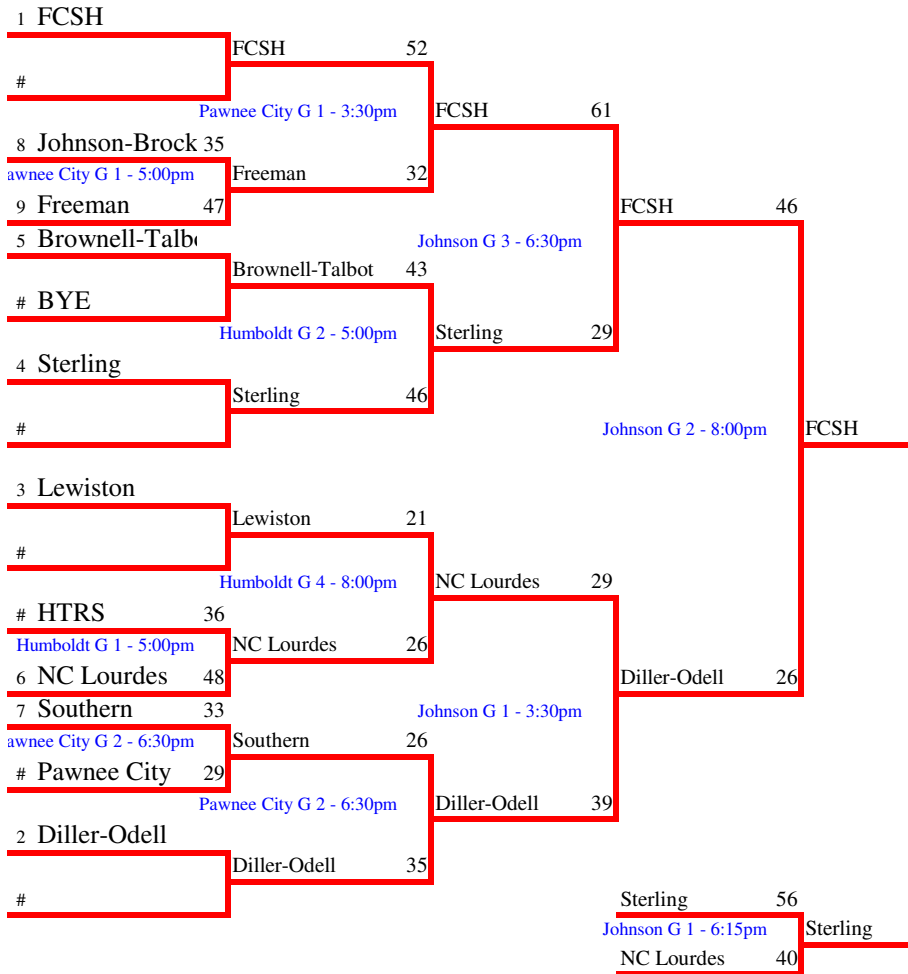 1 FCSH
FCSH 52
#
Pawnee City G 1 - 3:30pm
FCSH 61
8 Johnson-Brock 35
awnee City G 1 - 5:00pm
Freeman 32
9 Freeman 47
FCSH 46
5 Brownell-Talb
Johnson G 3 - 6:30pm
Brownell-Talbot 43
# BYE
Humboldt G 2 - 5:00pm
Sterling 29
4 Sterling
Sterling 46
#
Johnson G 2 - 8:00pm
FCSH
3 Lewiston
Lewiston 21
#
Humboldt G 4 - 8:00pm
NC Lourdes 29
# HTRS 36
Humboldt G 1 - 5:00pm
NC Lourdes 26
6 NC Lourdes 48
Diller-Odell 26
7 Southern 33
Johnson G 1 - 3:30pm
awnee City G 2 - 6:30pm
Southern 26
# Pawnee City 29
Pawnee City G 2 - 6:30pm
Diller-Odell 39
2 Diller-Odell
Diller-Odell 35
#
Sterling 56
Johnson G 1 - 6:15pm
Sterling
NC Lourdes 40